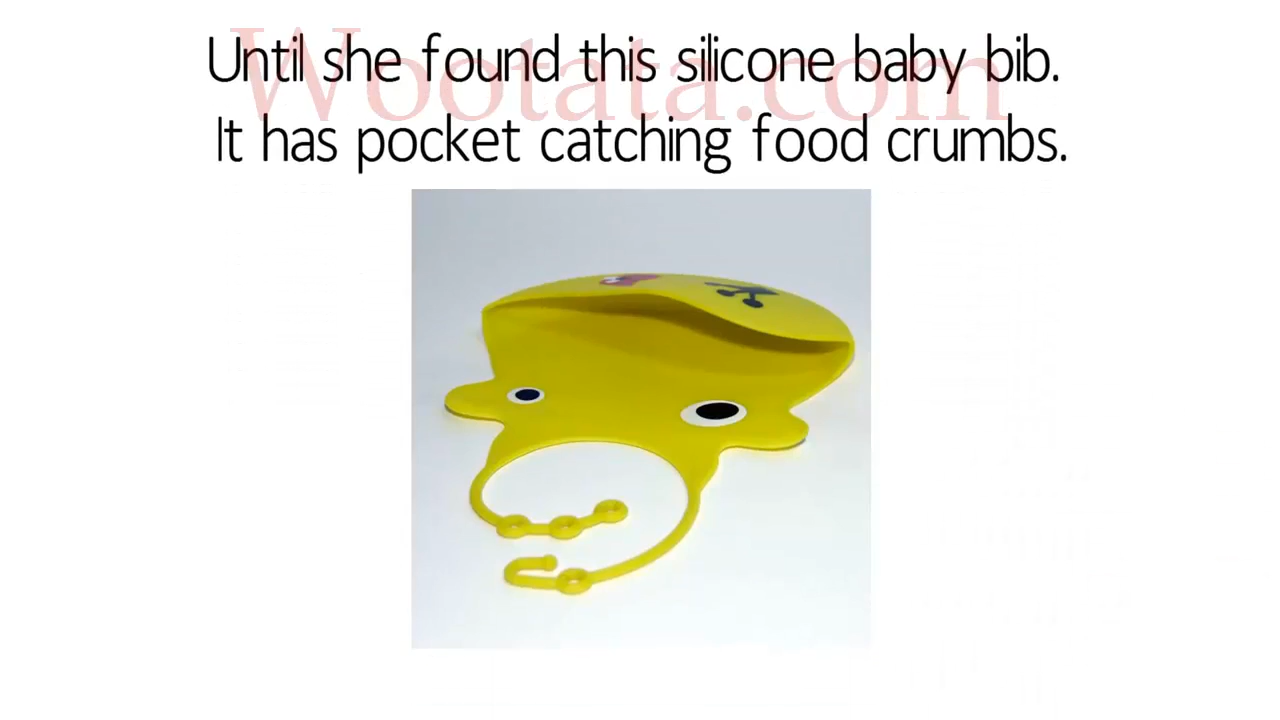 Until she found this silicone baby bib.
Wootata.com
It has pocket catching food crumbs.